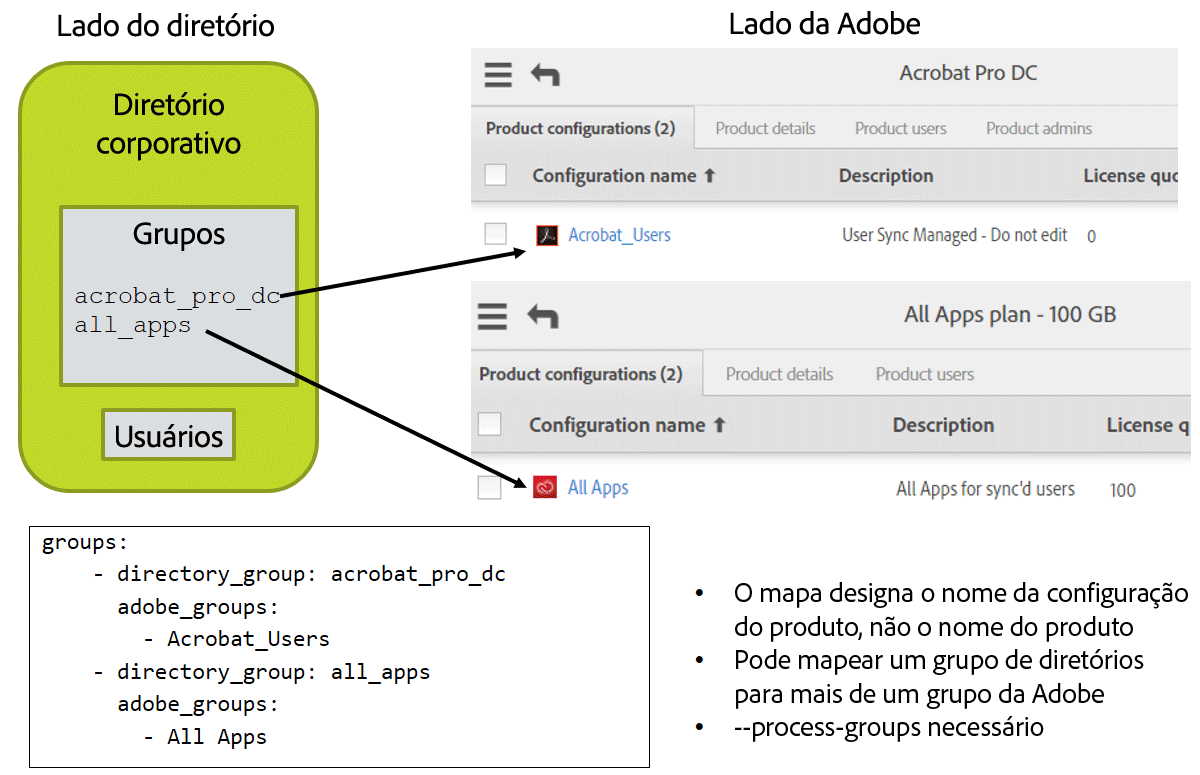 Lado do diretório
Diretório
corporativo
Grupos
acrobat_pro_dc
all_apps
Usuários
Lado da Adobe
Acrobat Pro DC
Product configurations (2) Product details Product users Product admins
Configuration name ⬆ Description License quo
Acrobat_Users User Sync Managed - Do not edit 0
All Apps plan - 100 GB
Product configurations (2) Product details Product users
Configuration name ⬆ Description License q
All Apps All Apps for sync'd users 100
groups:
- directory_group: acrobat_pro_dc
adobe_groups:
- Acrobat_Users
- directory_group: all_apps
adobe_groups:
- All Apps
• O mapa designa o nome da configuração
do produto, não o nome do produto
• Pode mapear um grupo de diretórios
para mais de um grupo da Adobe
• --process-groups necessário